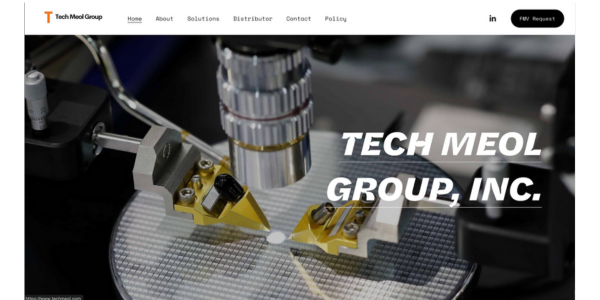 Tech Meol Group
Home About Solutions Distributor Contact Policy
in
FMV Request
TECH MEOL
GROUP, INC.
https://www.techmeol.com